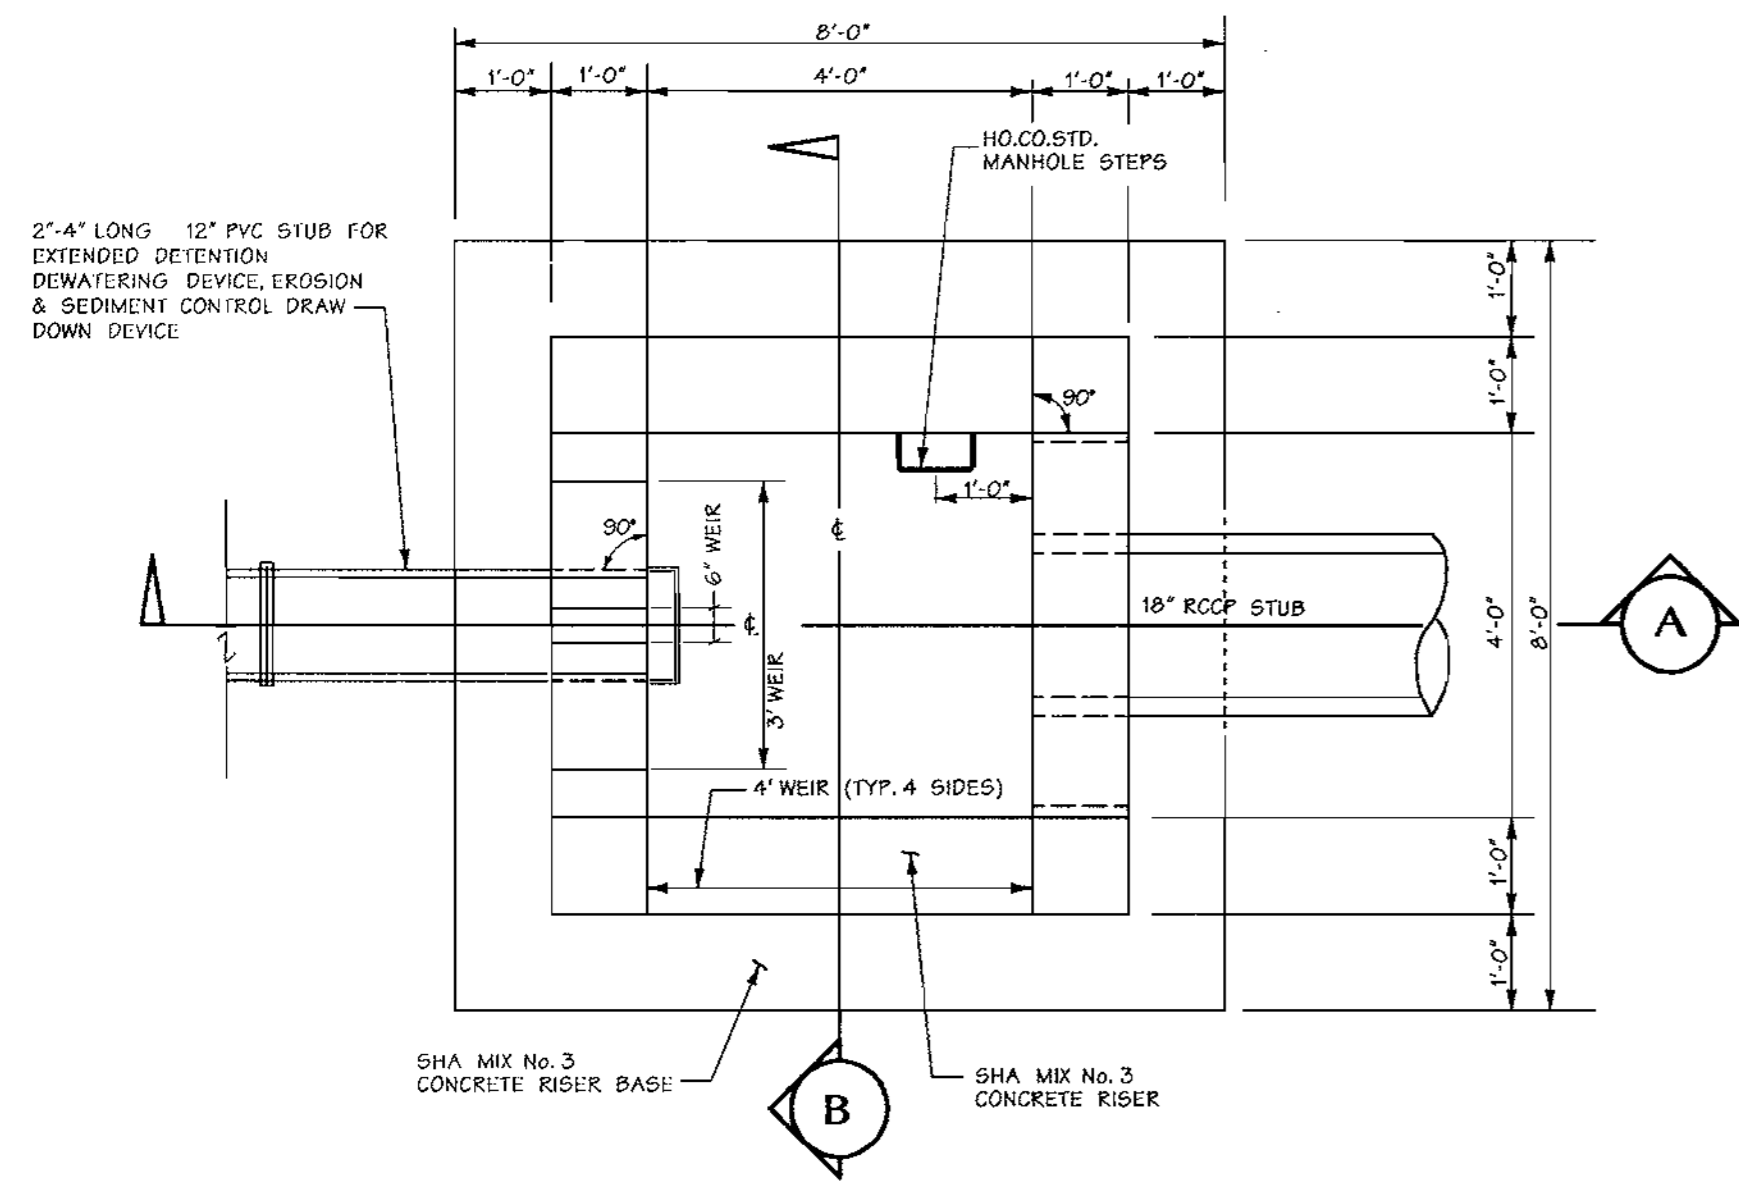 8'-0"
1'-0" 1'-0" 4'-0" 1'-0" 1'-0"
HO.CO.STD.
MANHOLE STEPS
2"-4" LONG 12" PVC STUB FOR
EXTENDED DETENTION
DEWATERING DEVICE, EROSION
& SEDIMENT CONTROL DRAW
DOWN DEVICE
1'-0"
1'-0"
90°
1'-0"
90°
6" WEIR
℄
℄
18" RCCP STUB
4'-0"
8'-0"
A
3' WEIR
4' WEIR (TYP. 4 SIDES)
1'-0"
1'-0"
SHA MIX No. 3
CONCRETE RISER BASE
SHA MIX No. 3
CONCRETE RISER
B